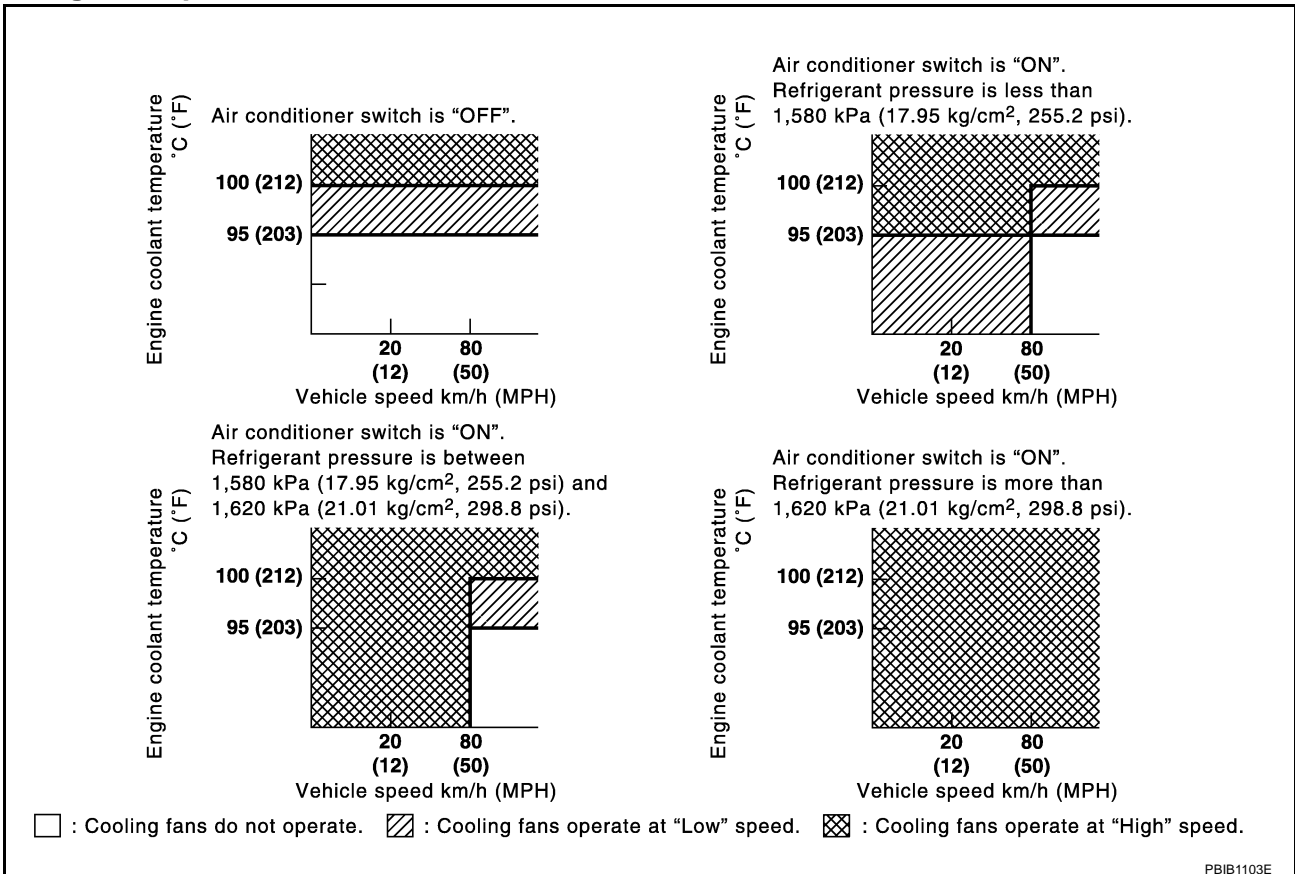 Air conditioner switch is “OFF”.
Engine coolant temperature
˚C (˚F)
100 (212)
95 (203)
20
(12)
80
(50)
Vehicle speed km/h (MPH)
Air conditioner switch is “ON”.
Refrigerant pressure is less than
1,580 kPa (17.95 kg/cm², 255.2 psi).
Engine coolant temperature
˚C (˚F)
100 (212)
95 (203)
20
(12)
80
(50)
Vehicle speed km/h (MPH)
Air conditioner switch is “ON”.
Refrigerant pressure is between
1,580 kPa (17.95 kg/cm², 255.2 psi) and
1,620 kPa (21.01 kg/cm², 298.8 psi).
Engine coolant temperature
˚C (˚F)
100 (212)
95 (203)
20
(12)
80
(50)
Vehicle speed km/h (MPH)
Air conditioner switch is “ON”.
Refrigerant pressure is more than
1,620 kPa (21.01 kg/cm², 298.8 psi).
Engine coolant temperature
˚C (˚F)
100 (212)
95 (203)
20
(12)
80
(50)
Vehicle speed km/h (MPH)
: Cooling fans do not operate. : Cooling fans operate at “Low” speed. : Cooling fans operate at “High” speed.
PBIB1103E